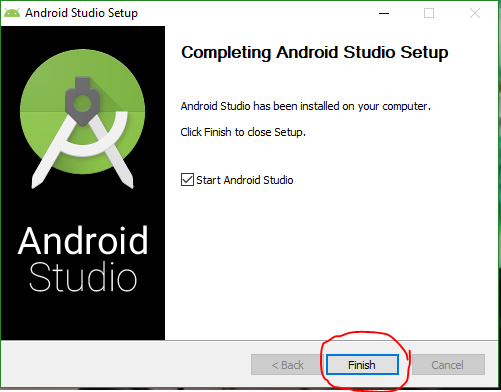 Android Studio Setup
Completing Android Studio Setup
Android Studio has been installed on your computer.
Click Finish to close Setup.
Start Android Studio
Android
Studio
< Back
Finish
Cancel